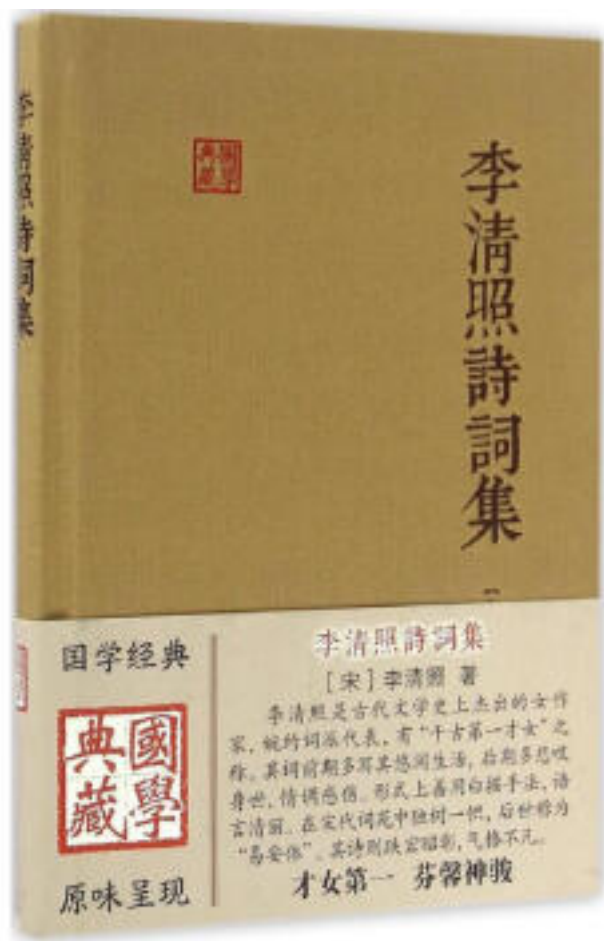 李清照詩詞集
國學典藏
李清照詩詞集
国学经典
國學典藏
原味呈现
李清照詩詞集
[宋]李清照 著
李清照是古代文学史上杰出的女作
家,婉约词派代表,有“千古第一才女”之
称。其词前期多写其悠闲生活,后期多悲叹
身世,情调感伤。形式上善用白描手法,语
言清丽。在宋代词苑中独树一帜,后世称为
“易安体”。其诗则跌宕昭彰,气格不凡。
才女第一 芬馨神骏